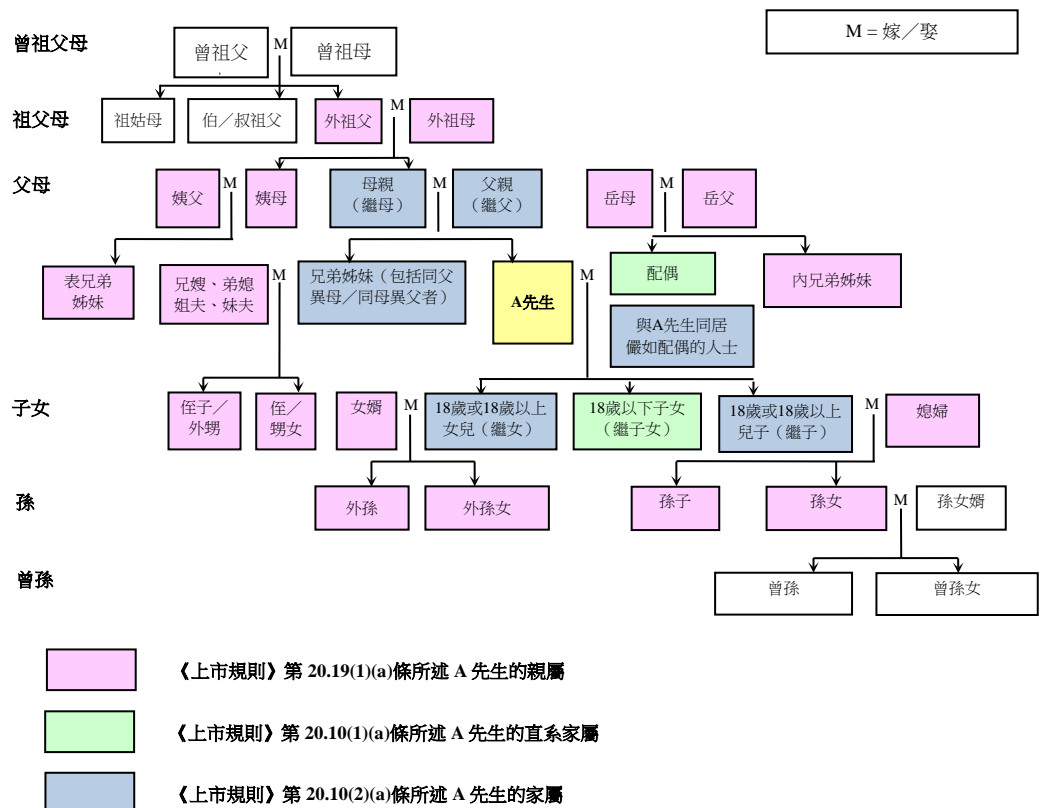 曾祖父母
曾祖父
M
曾祖母
M = 嫁／娶
祖父母
祖姑母
伯／叔祖父
外祖父
M
外祖母
父母
姨父
M
姨母
母親
（繼母）
M
父親
（繼父）
岳母
M
岳父
表兄弟
姊妹
兄嫂、弟媳
姐夫、妹夫
M
兄弟姊妹（包括同父
異母／同母異父者）
A先生
M
配偶
內兄弟姊妹
與A先生同居
儼如配偶的人士
子女
侄子／
外甥
侄／
甥女
女婿
M
18歲或18歲以上
女兒（繼女）
18歲以下子女
（繼子女）
18歲或18歲以上
兒子（繼子）
M
媳婦
孫
外孫
外孫女
孫子
孫女
M
孫女婿
曾孫
曾孫
曾孫女
《上市規則》第 20.19(1)(a)條所述 A 先生的親屬
《上市規則》第 20.10(1)(a)條所述 A 先生的直系家屬
《上市規則》第 20.10(2)(a)條所述 A 先生的家屬